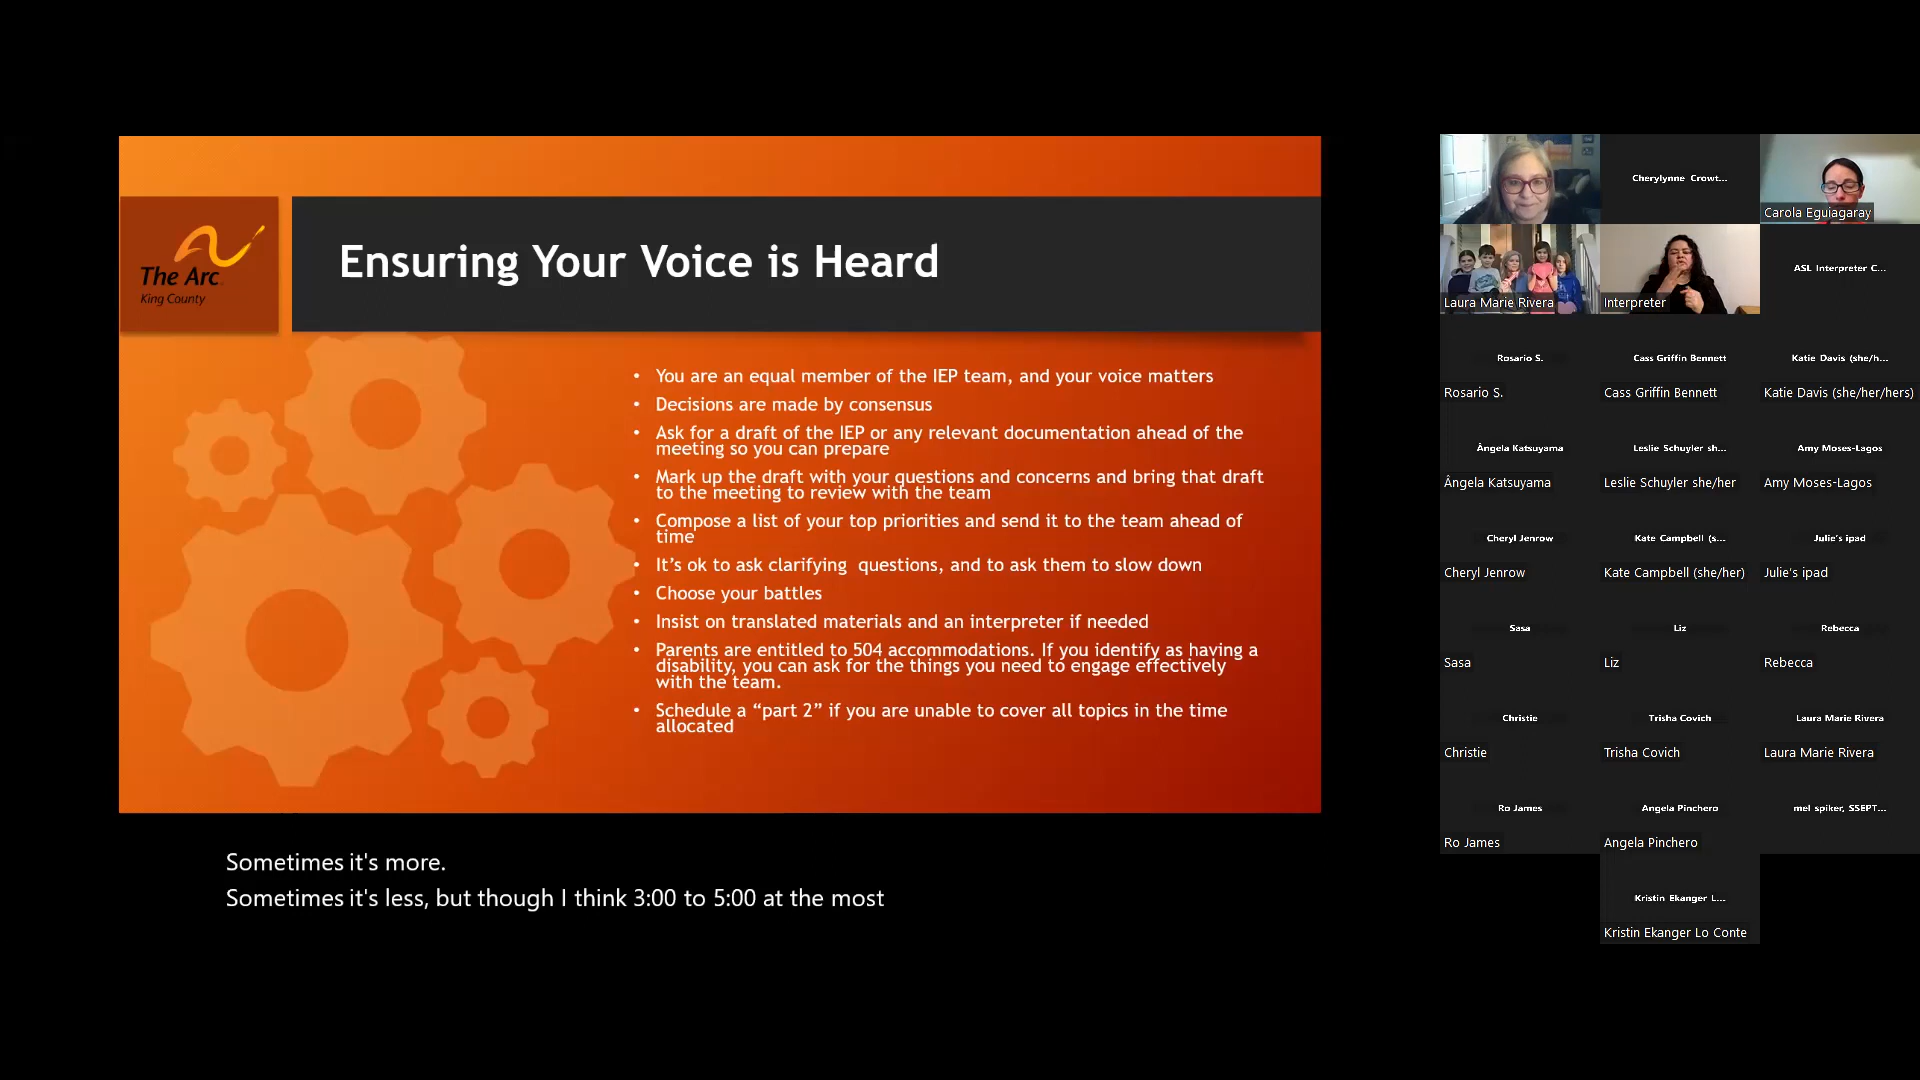 The Arc
King County
Ensuring Your Voice is Heard
• You are an equal member of the IEP team, and your voice matters
• Decisions are made by consensus
• Ask for a draft of the IEP or any relevant documentation ahead of the
meeting so you can prepare
• Mark up the draft with your questions and concerns and bring that draft
to the meeting to review with the team
• Compose a list of your top priorities and send it to the team ahead of
time
• It's ok to ask clarifying  questions, and to ask them to slow down
• Choose your battles
• Insist on translated materials and an interpreter if needed
• Parents are entitled to 504 accommodations. If you identify as having a
disability, you can ask for the things you need to engage effectively
with the team.
• Schedule a “part 2” if you are unable to cover all topics in the time
allocated
Sometimes it's more.
Sometimes it's less, but though I think 3:00 to 5:00 at the most
Cherylynne Crowt...
Carola Eguiagaray
Laura Marie Rivera
Interpreter
ASL Interpreter C...
Rosario S.
Cass Griffin Bennett
Katie Davis (she/h...
Rosario S.
Cass Griffin Bennett
Katie Davis (she/her/hers)
Ângela Katsuyama
Leslie Schuyler sh...
Amy Moses-Lagos
Ângela Katsuyama
Leslie Schuyler she/her
Amy Moses-Lagos
Cheryl Jenrow
Kate Campbell (s...
Julie's ipad
Cheryl Jenrow
Kate Campbell (she/her)
Julie's ipad
Sasa
Liz
Rebecca
Sasa
Liz
Rebecca
Christie
Trisha Covich
Laura Marie Rivera
Christie
Trisha Covich
Laura Marie Rivera
Ro James
Angela Pinchero
mel spiker, SSEPT...
Ro James
Angela Pinchero
Kristin Ekanger L...
Kristin Ekanger Lo Conte